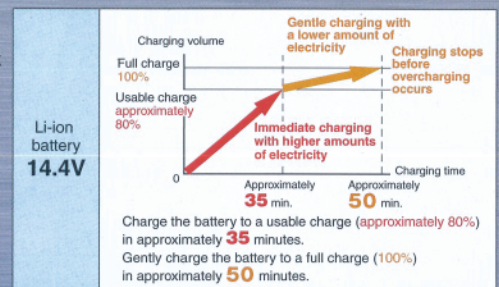 Gentle charging with
a lower amount of
electricity
Charging volume
Charging stops
before
overcharging
occurs
Full charge
100%
Usable charge
approximately
80%
Immediate charging
with higher amounts
of electricity
Li-ion
battery
14.4V
0
Charging time
Approximately
35 min.
Approximately
50 min.
Charge the battery to a usable charge (approximately 80%)
in approximately 35 minutes.
Gently charge the battery to a full charge (100%)
in approximately 50 minutes.